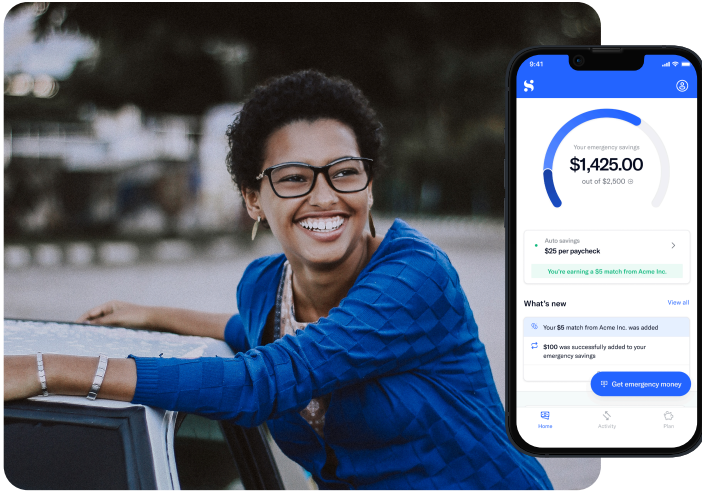 9:41
S
Your emergency savings
$1,425.00
out of $2,500
Auto savings
$25 per paycheck
You're earning a $5 match from Acme Inc.
What's new
View all
Your $5 match from Acme Inc. was added
$100 was successfully added to your
emergency savings
Get emergency money
Home
Activity
Plan